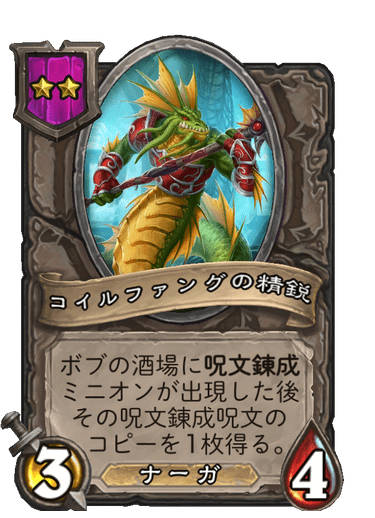 コイルファングの精鋭
ボブの酒場に呪文錬成
ミニオンが出現した後
その呪文錬成呪文の
コピーを1枚得る。
3
ナーガ
4